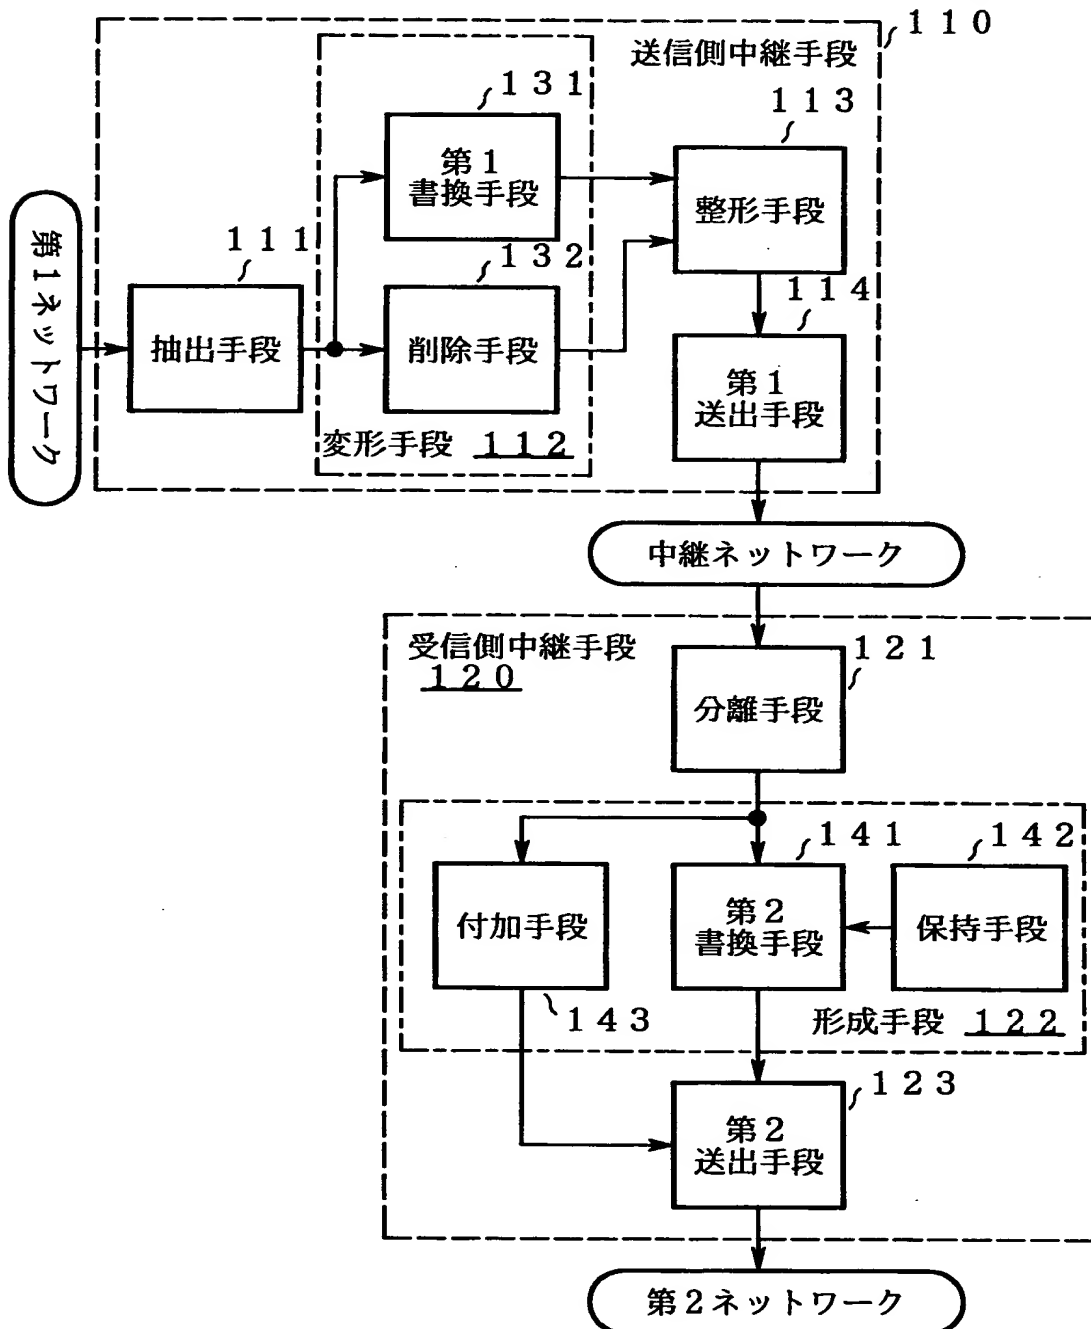 110
送信側中継手段
131
113
第1
書換手段
整形手段
第1ネットワーク
111
132
114
抽出手段
削除手段
第1
送出手段
変形手段 112
中継ネットワーク
受信側中継手段
120
121
分離手段
141
142
付加手段
第2
書換手段
保持手段
143
形成手段 122
123
第2
送出手段
第2ネットワーク